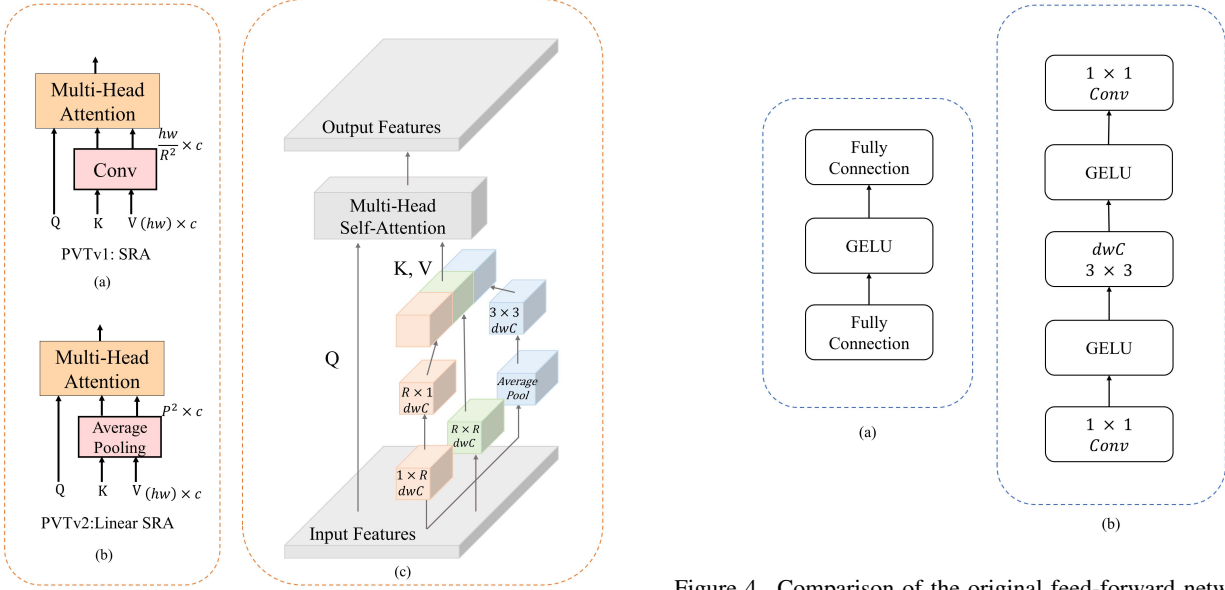 Multi-Head
Attention
hw/R² × c
Conv
Q K V (hw) × c
PVTv1: SRA
(a)
Multi-Head
Attention
P² × c
Average
Pooling
Q K V (hw) × c
PVTv2:Linear SRA
(b)
Output Features
Multi-Head
Self-Attention
K, V
3 × 3
dwC
Q
R × 1
dwC
Average
Pool
R × R
dwC
1 × R
dwC
Input Features
(c)
Fully
Connection
GELU
Fully
Connection
(a)
1 × 1
Conv
GELU
dwC
3 × 3
GELU
1 × 1
Conv
(b)
Figure 4. Comparison of the original feed-forward netw